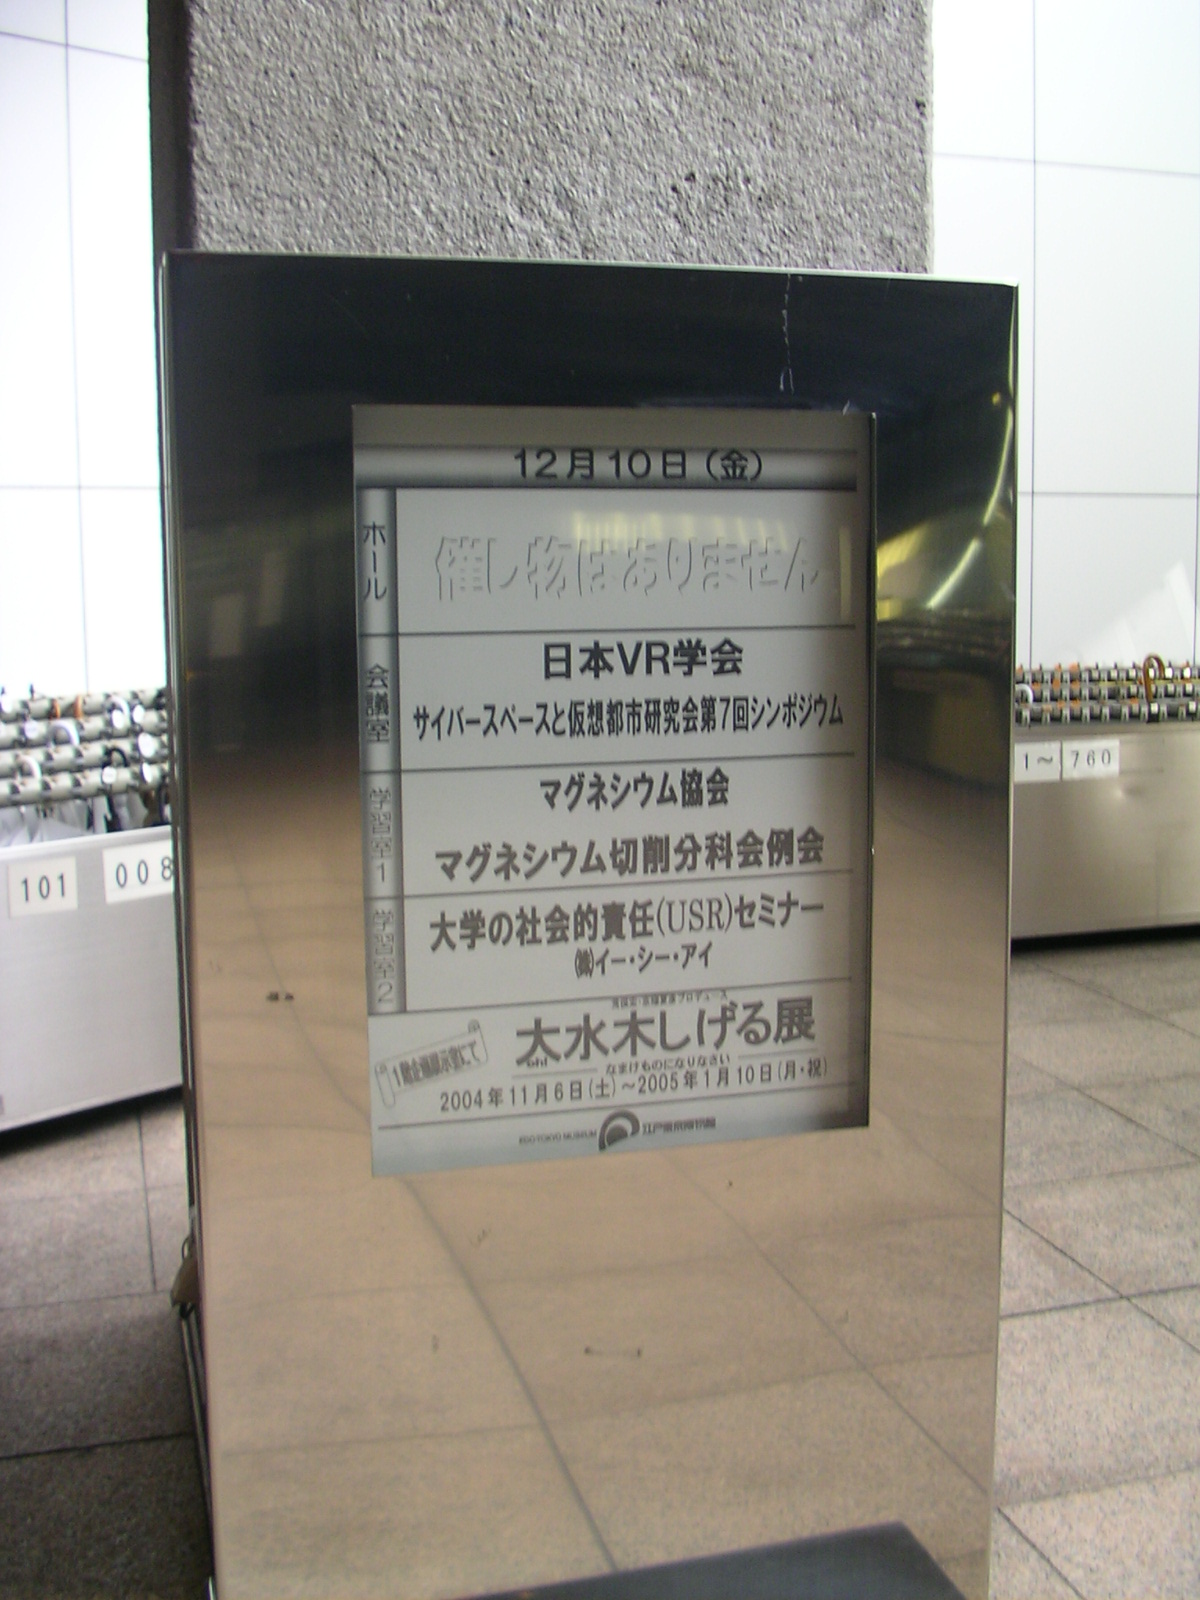 12月10日（金）
ホール
催し物はありません
会議室
日本VR学会
サイバースペースと仮想都市研究会第7回シンポジウム
学習室1
マグネシウム協会
マグネシウム切削分科会例会
学習室2
大学の社会的責任(USR)セミナー
㈱イー・シー・アイ
1階企画展示室にて
大水木しげる展
oh!
なまけものになりなさい
2004年11月6日(土)～2005年1月10日(月・祝)
EDO-TOKYO MUSEUM 江戸東京博物館
101
008
1～760